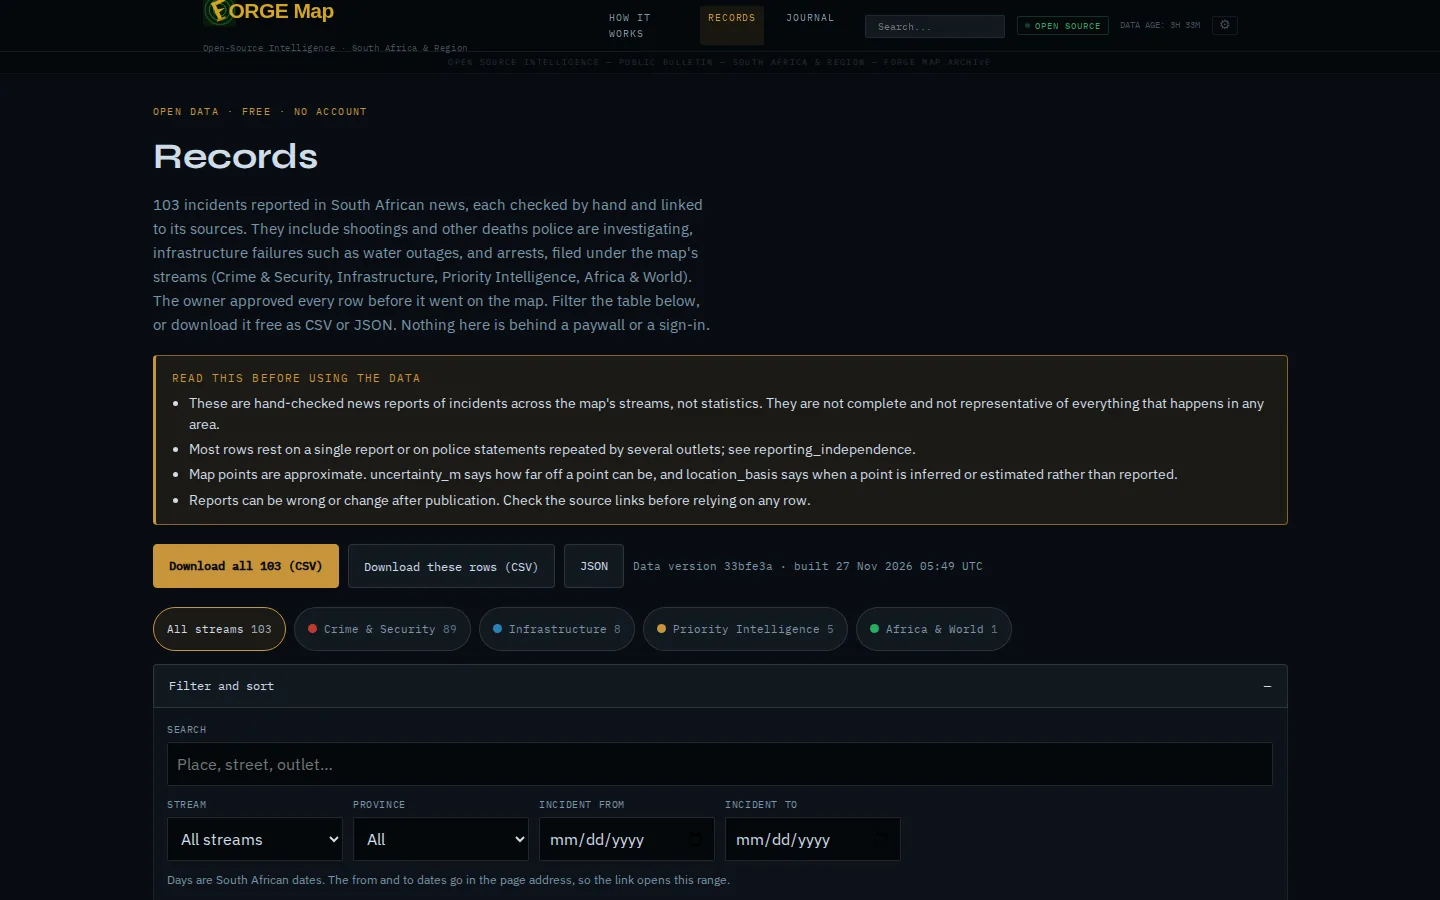 FORGE Map
Open-Source Intelligence · South Africa & Region
HOW IT WORKS
RECORDS
JOURNAL
Search...
OPEN SOURCE
DATA AGE: 3H 33M
OPEN SOURCE INTELLIGENCE — PUBLIC BULLETIN — SOUTH AFRICA & REGION — FORGE MAP ARCHIVE
OPEN DATA · FREE · NO ACCOUNT
Records
103 incidents reported in South African news, each checked by hand and linked
to its sources. They include shootings and other deaths police are investigating,
infrastructure failures such as water outages, and arrests, filed under the map's
streams (Crime & Security, Infrastructure, Priority Intelligence, Africa & World).
The owner approved every row before it went on the map. Filter the table below,
or download it free as CSV or JSON. Nothing here is behind a paywall or a sign-in.
READ THIS BEFORE USING THE DATA
• These are hand-checked news reports of incidents across the map's streams, not statistics. They are not complete and not representative of everything that happens in any
area.
• Most rows rest on a single report or on police statements repeated by several outlets; see reporting_independence.
• Map points are approximate. uncertainty_m says how far off a point can be, and location_basis says when a point is inferred or estimated rather than reported.
• Reports can be wrong or change after publication. Check the source links before relying on any row.
Download all 103 (CSV)
Download these rows (CSV)
JSON
Data version 33bfe3a · built 27 Nov 2026 05:49 UTC
All streams 103
Crime & Security 89
Infrastructure 8
Priority Intelligence 5
Africa & World 1
Filter and sort
–
SEARCH
Place, street, outlet...
STREAM
PROVINCE
INCIDENT FROM
INCIDENT TO
All streams
All
mm/dd/yyyy
mm/dd/yyyy
Days are South African dates. The from and to dates go in the page address, so the link opens this range.